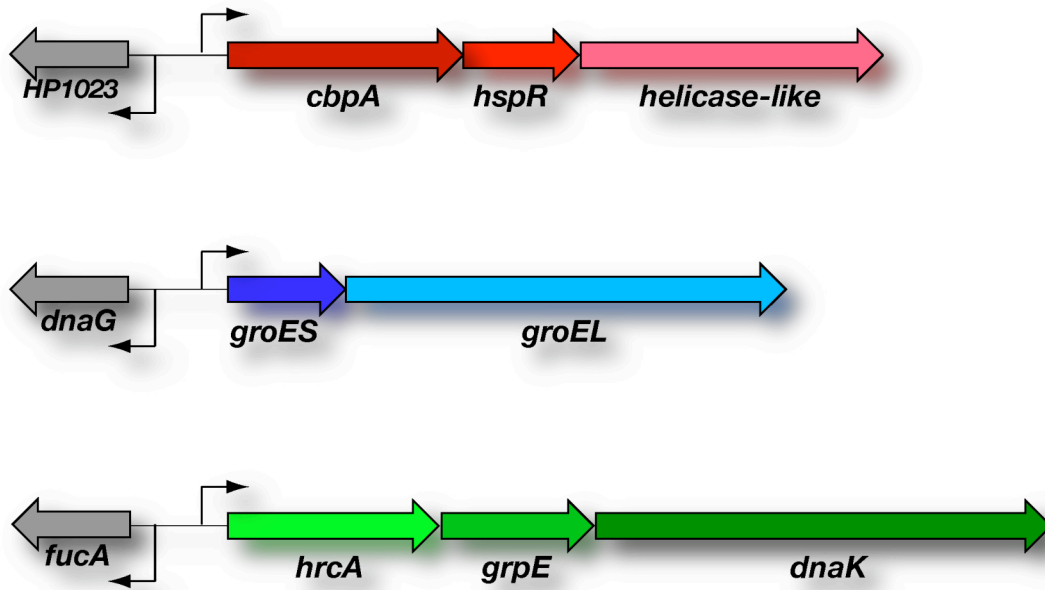 HP1023
cbpA
hspR
helicase-like
dnaG
groES
groEL
fucA
hrcA
grpE
dnaK